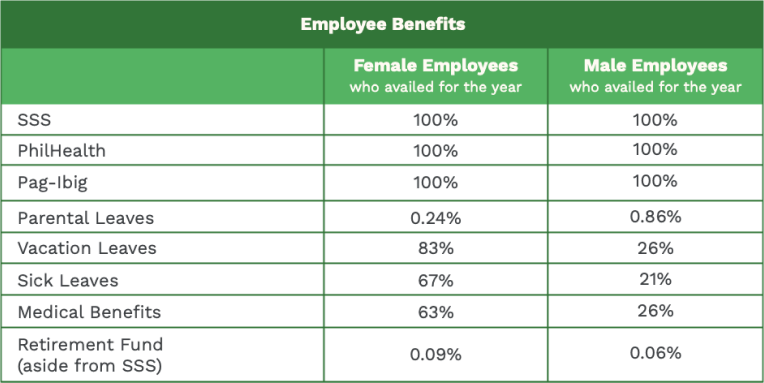 Employee Benefits
Female Employees Male Employees
who availed for the year who availed for the year
SSS 100% 100%
PhilHealth 100% 100%
Pag-Ibig 100% 100%
Parental Leaves 0.24% 0.86%
Vacation Leaves 83% 26%
Sick Leaves 67% 21%
Medical Benefits 63% 26%
Retirement Fund
(aside from SSS) 0.09% 0.06%